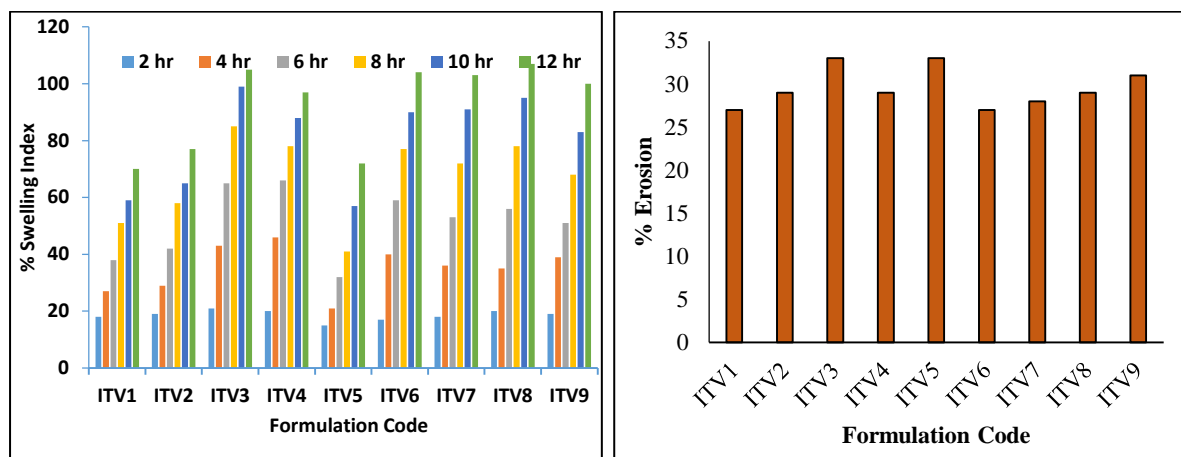 120
100
80
60
40
20
0
% Swelling Index
2 hr 4 hr 6 hr 8 hr 10 hr 12 hr
ITV1 ITV2 ITV3 ITV4 ITV5 ITV6 ITV7 ITV8 ITV9
Formulation Code
35
30
25
20
15
10
5
0
% Erosion
ITV1 ITV2 ITV3 ITV4 ITV5 ITV6 ITV7 ITV8 ITV9
Formulation Code